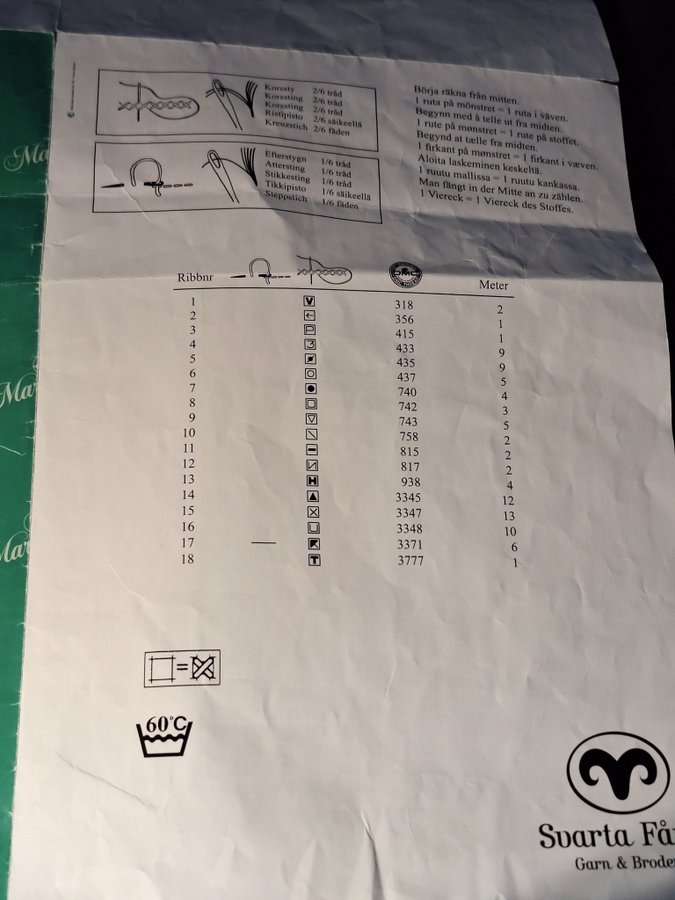 Korssty 2/6 tråd
Korssting 2/6 tråd
Korssting 2/6 tråd
Ristipisto 2/6 säikeellä
Kreuzstich 2/6 fäden
Efterstygn 1/6 tråd
Attersting 1/6 tråd
Stikkesting 1/6 tråd
Tikkipisto 1/6 säikeellä
Steppstich 1/6 fäden
Börja räkna från mitten.
1 ruta på mönstret = 1 ruta i väven.
Begynn med å telle ut fra midten.
1 rute på mønstret = 1 rute på stoffet.
Begynd at tælle fra midten.
1 firkant på mønstret = 1 firkant i væven.
Aloita laskeminen keskeltä.
1 ruutu mallissa = 1 ruutu kankassa.
Man fängt in der Mitte an zu zählen.
1 Viereck = 1 Viereck des Stoffes.
Ribbnr Meter
1 V 318 2
2 356 1
3 415 1
4 433 9
5 435 9
6 437 5
7 740 4
8 742 3
9 743 5
10 758 2
11 815 2
12 817 2
13 H 938 4
14 3345 12
15 3347 13
16 3348 10
17 3371 6
18 T 3777 1
60°C
Svarta Få
Garn & Broder
Ma
Mar
Mar